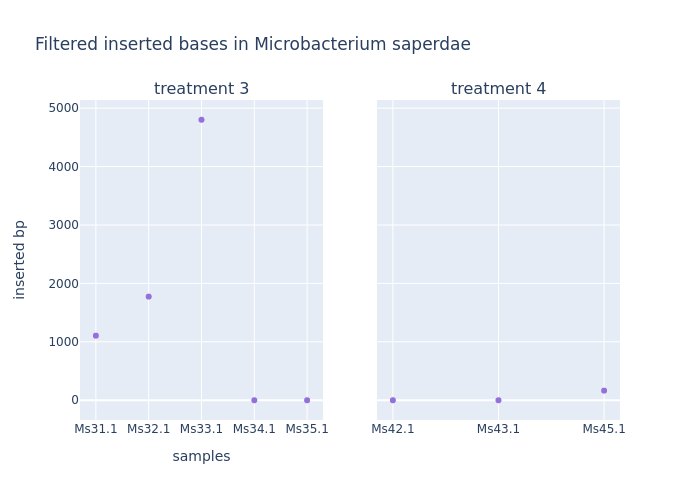 Filtered inserted bases in Microbacterium saperdae
treatment 3
treatment 4
5000
4000
3000
2000
1000
0
inserted bp
Ms31.1 Ms32.1 Ms33.1 Ms34.1 Ms35.1
Ms42.1 Ms43.1 Ms45.1
samples